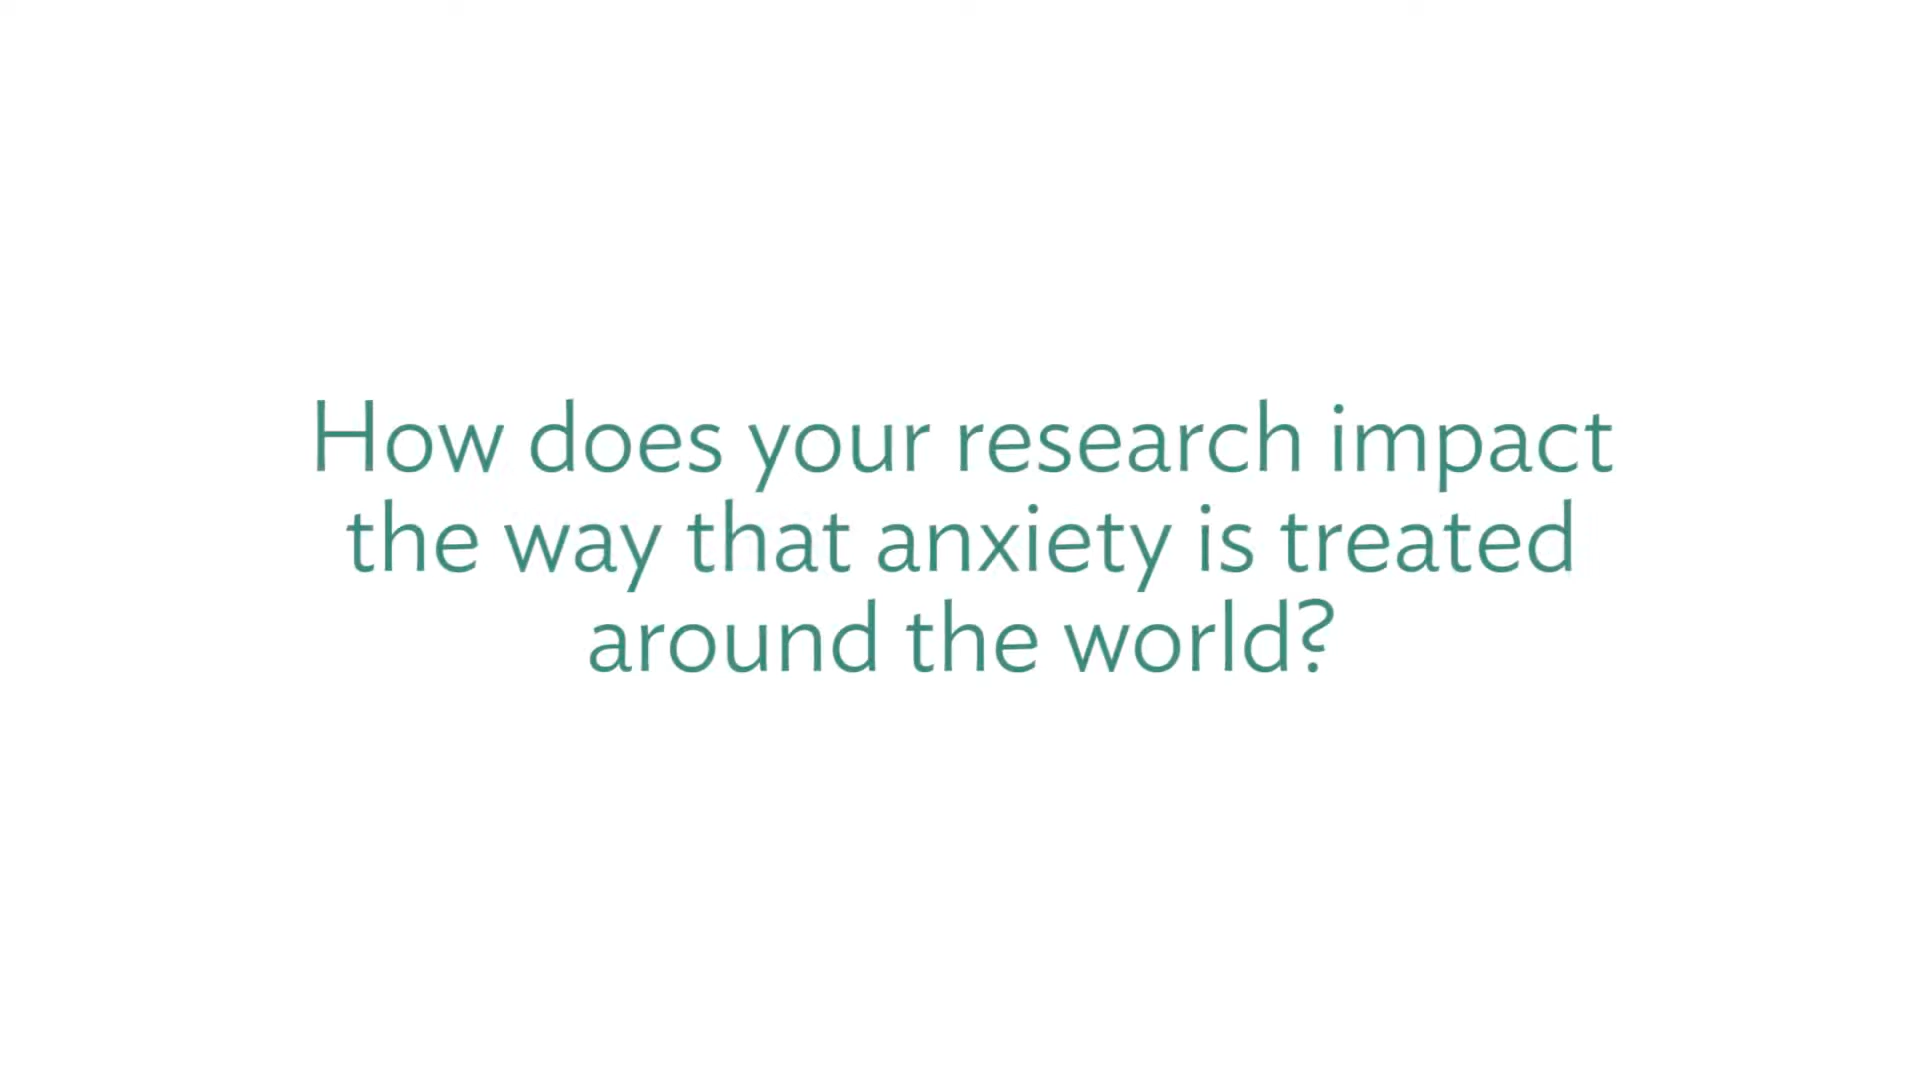 How does your research impact
the way that anxiety is treated
around the world?